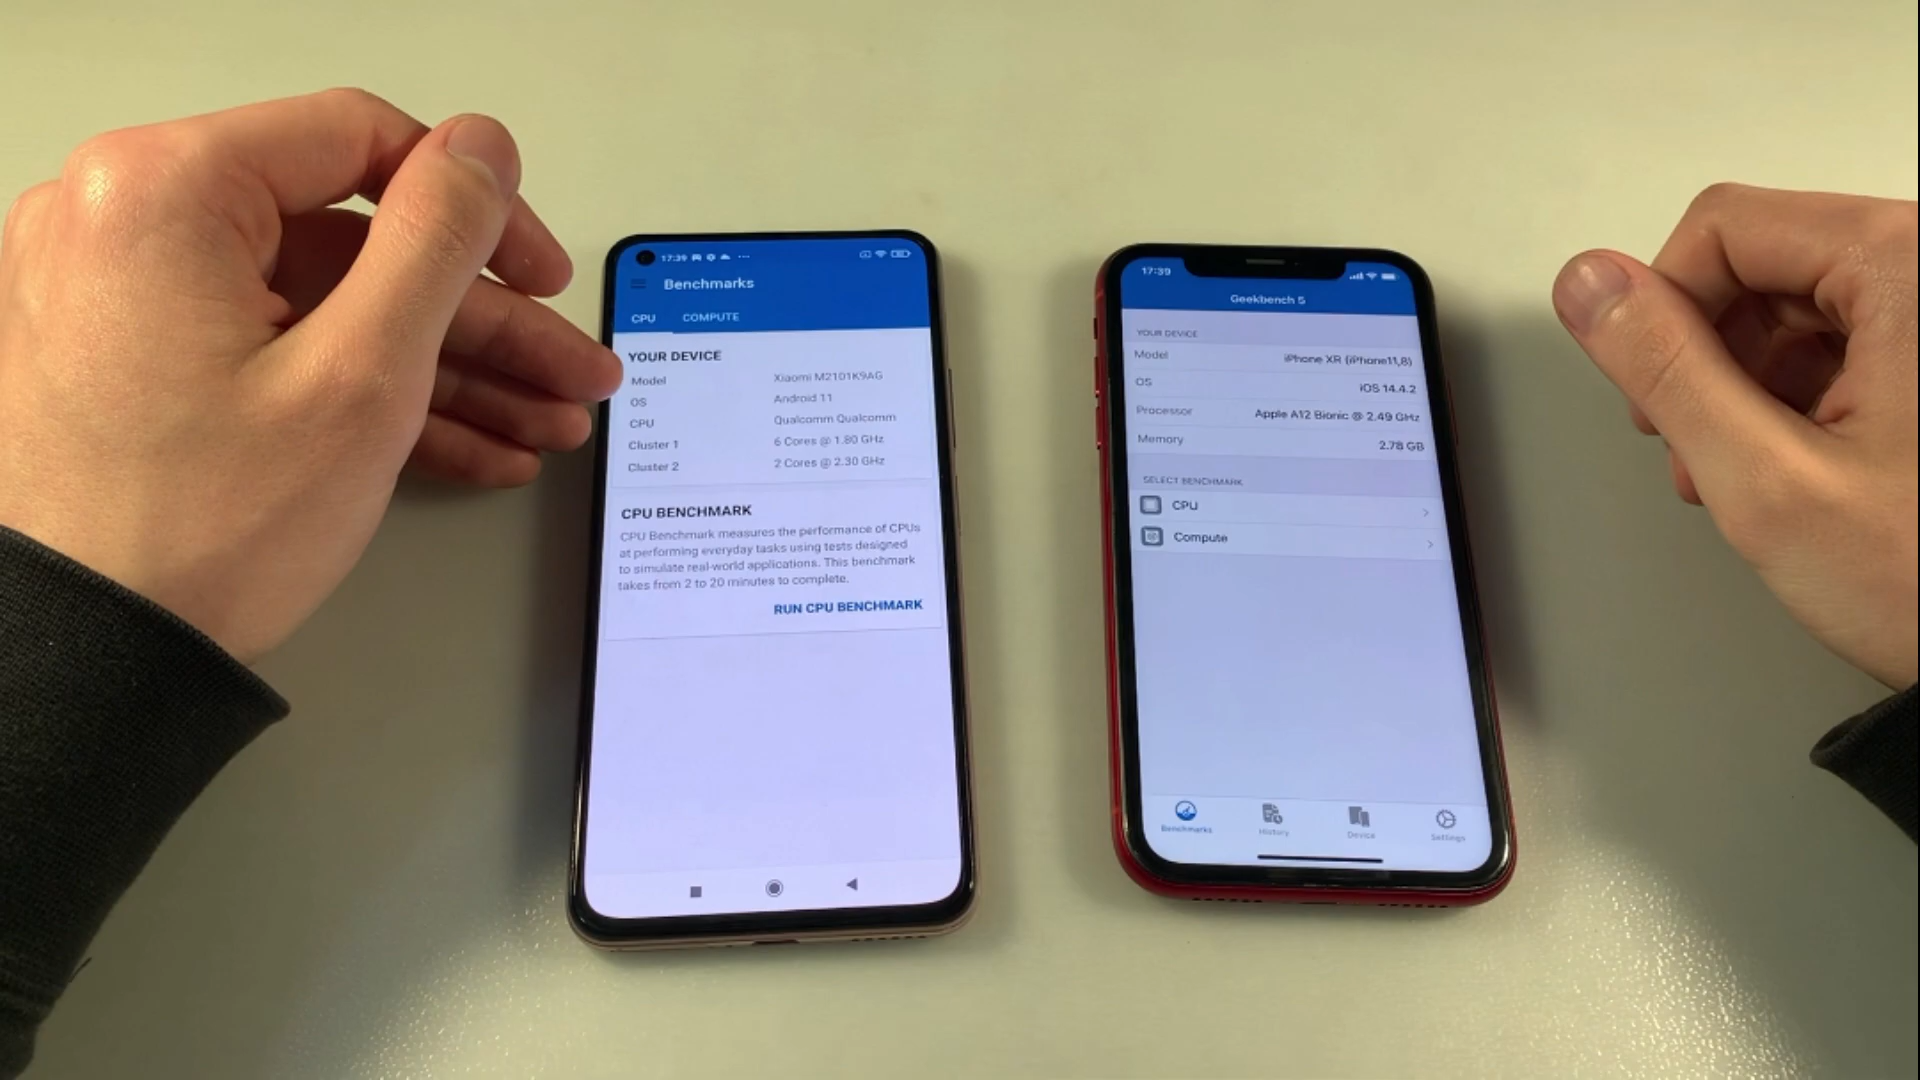 17:39
Benchmarks
CPU COMPUTE
YOUR DEVICE
Model Xiaomi M2101K9AG
OS Android 11
CPU Qualcomm Qualcomm
Cluster 1 6 Cores @ 1.80 GHz
Cluster 2 2 Cores @ 2.30 GHz
CPU BENCHMARK
CPU Benchmark measures the performance of CPUs
at performing everyday tasks using tests designed
to simulate real-world applications. This benchmark
takes from 2 to 20 minutes to complete.
RUN CPU BENCHMARK
17:39
Geekbench 5
YOUR DEVICE
Model iPhone XR (iPhone11,8)
OS iOS 14.4.2
Processor Apple A12 Bionic @ 2.49 GHz
Memory 2.78 GB
SELECT BENCHMARK
CPU
Compute
Benchmarks History Device Settings